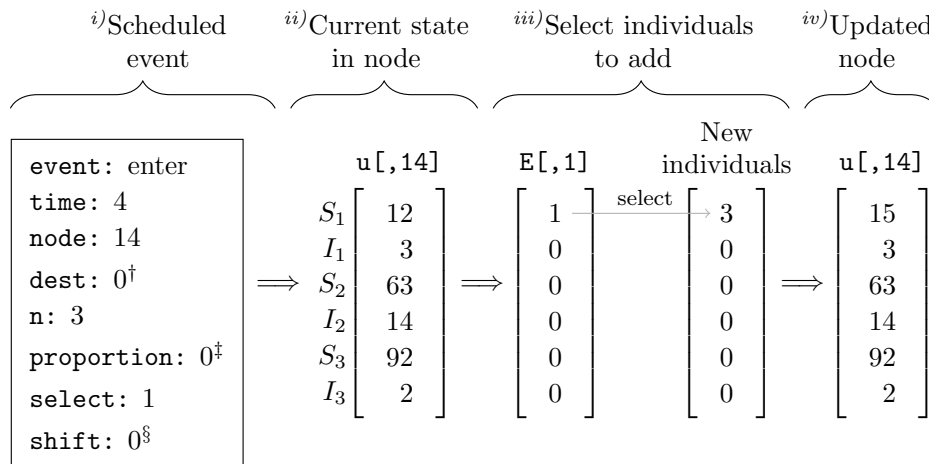 i)Scheduled event
ii)Current state in node
iii)Select individuals to add
iv)Updated node
event: enter
time: 4
node: 14
dest: 0†
n: 3
proportion: 0‡
select: 1
shift: 0§
⟹
u[,14]
S1 12
I1 3
S2 63
I2 14
S3 92
I3 2
⟹
E[,1]
1
0
0
0
0
0
select
New individuals
3
0
0
0
0
0
⟹
u[,14]
15
3
63
14
92
2